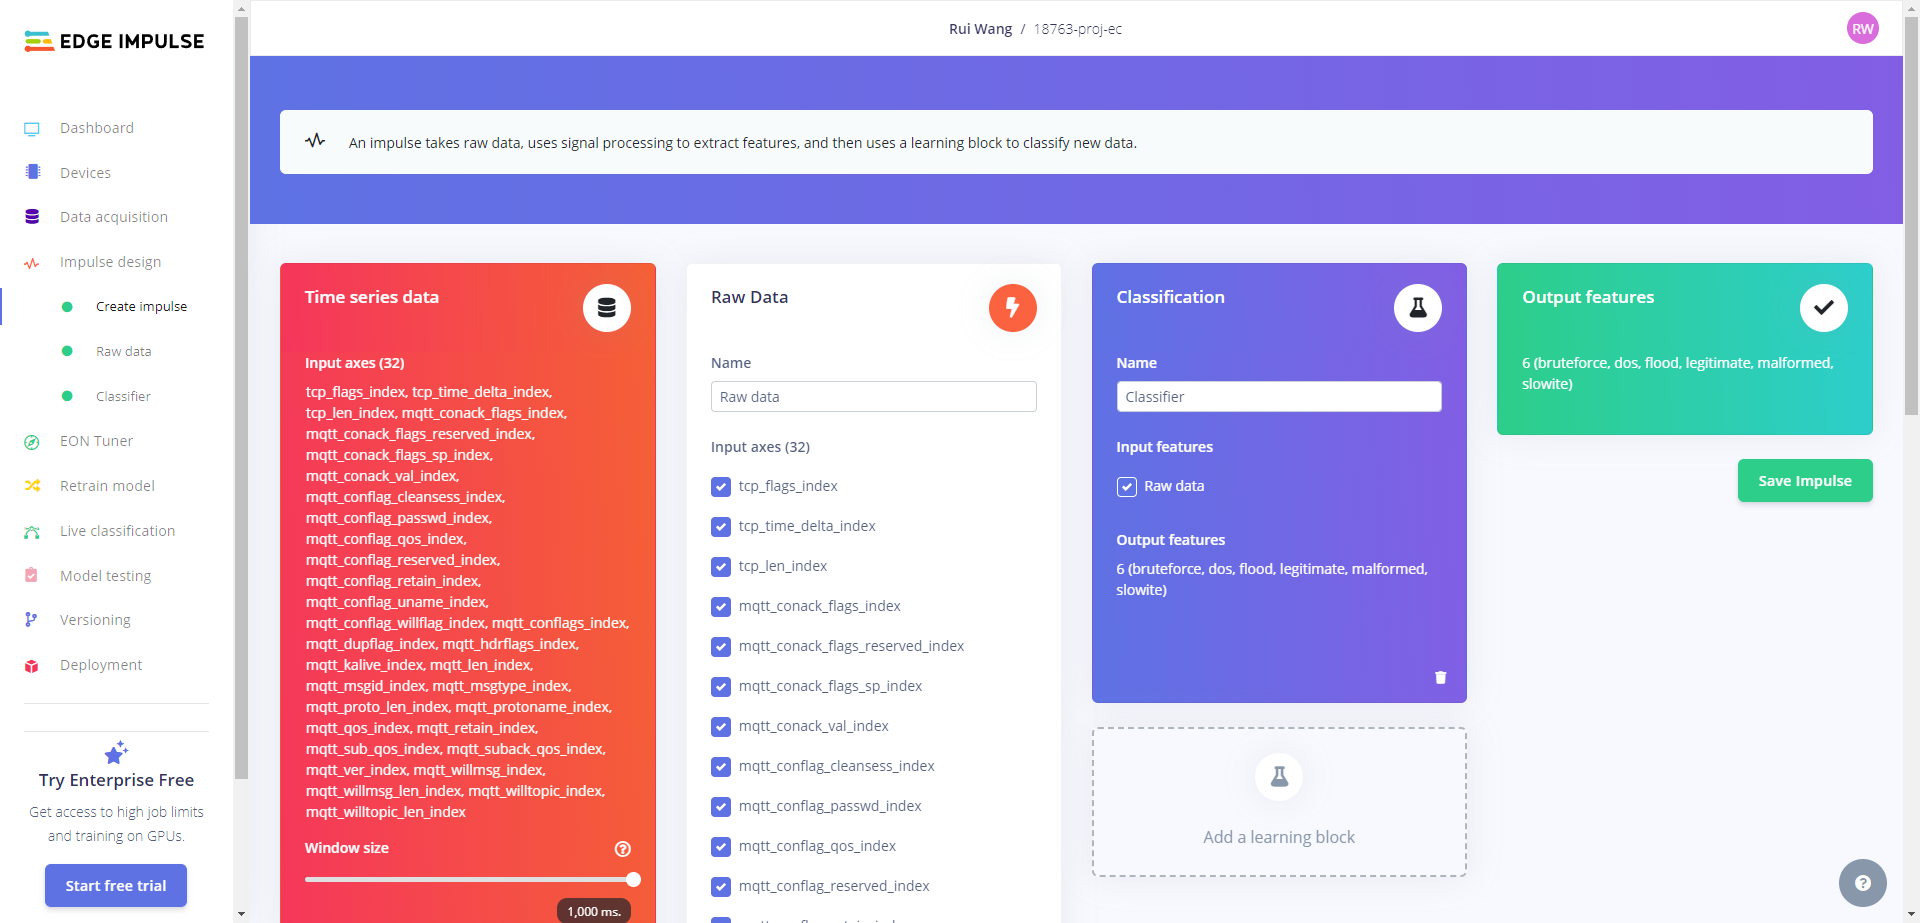 EDGE IMPULSE
Dashboard
Devices
Data acquisition
Impulse design
Create impulse
Raw data
Classifier
EON Tuner
Retrain model
Live classification
Model testing
Versioning
Deployment
Try Enterprise Free
Get access to high job limits
and training on GPUs.
Start free trial
Rui Wang / 18763-proj-ec
RW
An impulse takes raw data, uses signal processing to extract features, and then uses a learning block to classify new data.
Time series data
Input axes (32)
tcp_flags_index, tcp_time_delta_index,
tcp_len_index, mqtt_conack_flags_index,
mqtt_conack_flags_reserved_index,
mqtt_conack_flags_sp_index,
mqtt_conack_val_index,
mqtt_conflag_cleansess_index,
mqtt_conflag_passwd_index,
mqtt_conflag_qos_index,
mqtt_conflag_reserved_index,
mqtt_conflag_retain_index,
mqtt_conflag_uname_index,
mqtt_conflag_willflag_index, mqtt_conflags_index,
mqtt_dupflag_index, mqtt_hdrflags_index,
mqtt_kalive_index, mqtt_len_index,
mqtt_msgid_index, mqtt_msgtype_index,
mqtt_proto_len_index, mqtt_protoname_index,
mqtt_qos_index, mqtt_retain_index,
mqtt_sub_qos_index, mqtt_suback_qos_index,
mqtt_ver_index, mqtt_willmsg_index,
mqtt_willmsg_len_index, mqtt_willtopic_index,
mqtt_willtopic_len_index
Window size
1,000 ms.
Raw Data
Name
Raw data
Input axes (32)
tcp_flags_index
tcp_time_delta_index
tcp_len_index
mqtt_conack_flags_index
mqtt_conack_flags_reserved_index
mqtt_conack_flags_sp_index
mqtt_conack_val_index
mqtt_conflag_cleansess_index
mqtt_conflag_passwd_index
mqtt_conflag_qos_index
mqtt_conflag_reserved_index
Classification
Name
Classifier
Input features
Raw data
Output features
6 (bruteforce, dos, flood, legitimate, malformed,
slowite)
Add a learning block
Output features
6 (bruteforce, dos, flood, legitimate, malformed,
slowite)
Save Impulse